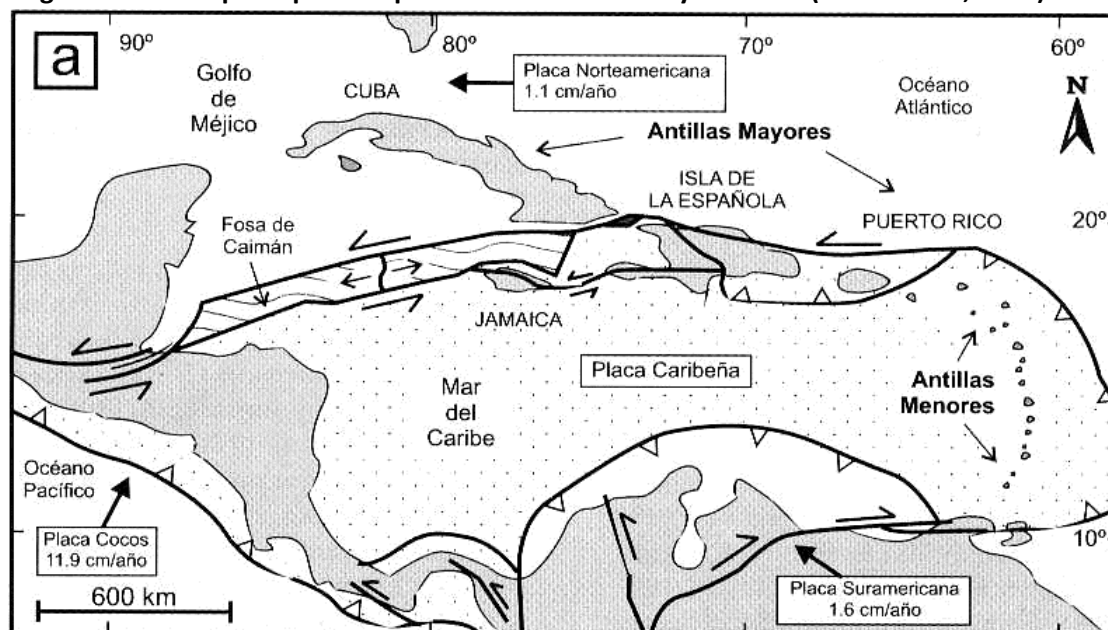 90º
80º
70º
60º
a
Golfo
de
Méjico
CUBA
Placa Norteamericana
1.1 cm/año
Océano
Atlántico
N
Antillas Mayores
ISLA DE
LA ESPAÑOLA
PUERTO RICO
20º
Fosa de
Caimán
JAMAICA
Placa Caribeña
Mar
del
Caribe
Antillas
Menores
Océano
Pacífico
Placa Cocos
11.9 cm/año
10º
600 km
Placa Suramericana
1.6 cm/año